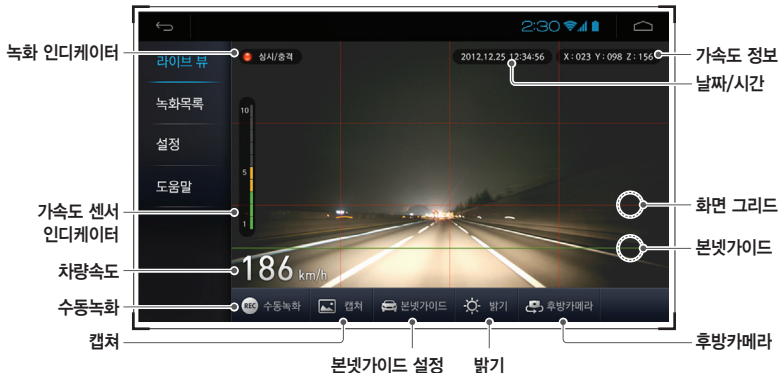 2:30
녹화 인디케이터
라이브 뷰
상시/충격
2012.12.25 12:34:56
X : 023 Y : 098 Z : 156
가속도 정보
날짜/시간
녹화목록
설정
도움말
10
5
1
가속도 센서
인디케이터
화면 그리드
본넷가이드
차량속도
186 km/h
수동녹화
REC 수동녹화
캡쳐
본넷가이드
밝기
후방카메라
캡쳐
본넷가이드 설정
밝기
후방카메라